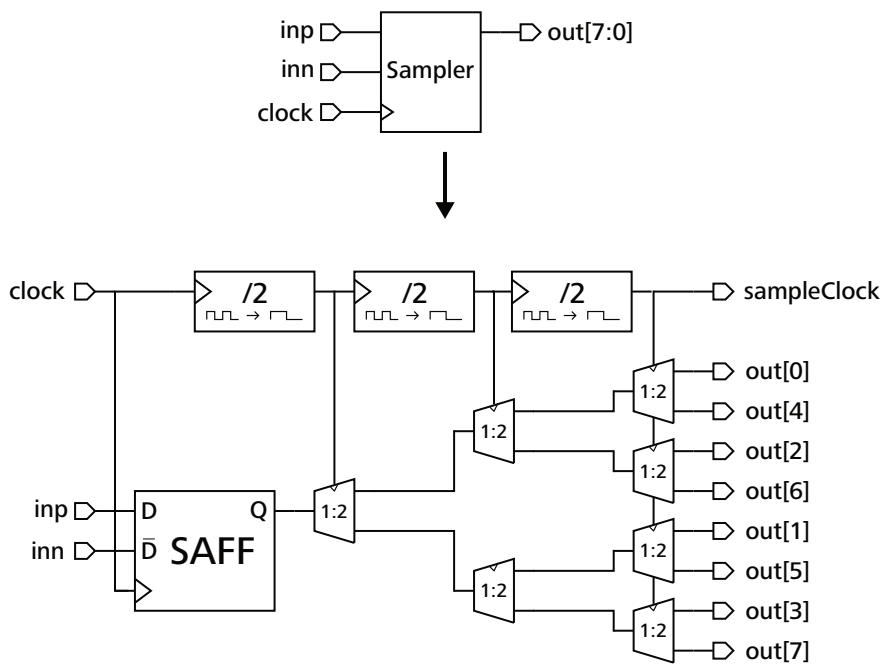 inp
out[7:0]
inn
Sampler
clock
clock
/2
/2
/2
sampleClock
1:2
out[0]
out[4]
1:2
1:2
out[2]
out[6]
inp
D
Q
1:2
out[1]
inn
D̅
SAFF
1:2
out[5]
1:2
1:2
out[3]
out[7]